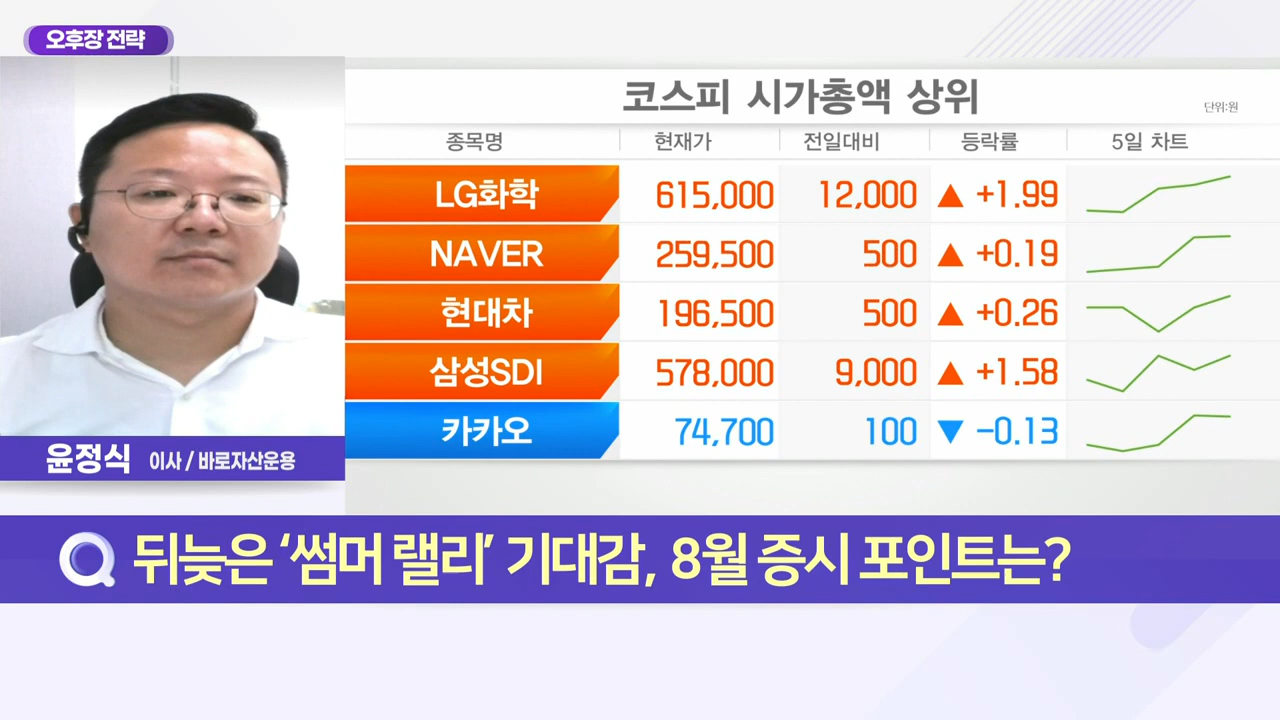 오후장 전략
코스피 시가총액 상위
단위:원
종목명 현재가 전일대비 등락률 5일 차트
LG화학 615,000 12,000 ▲ +1.99
NAVER 259,500 500 ▲ +0.19
현대차 196,500 500 ▲ +0.26
삼성SDI 578,000 9,000 ▲ +1.58
카카오 74,700 100 ▼ -0.13
윤정식 이사 / 바로자산운용
Q 뒤늦은 ‘썸머 랠리’ 기대감, 8월 증시 포인트는?